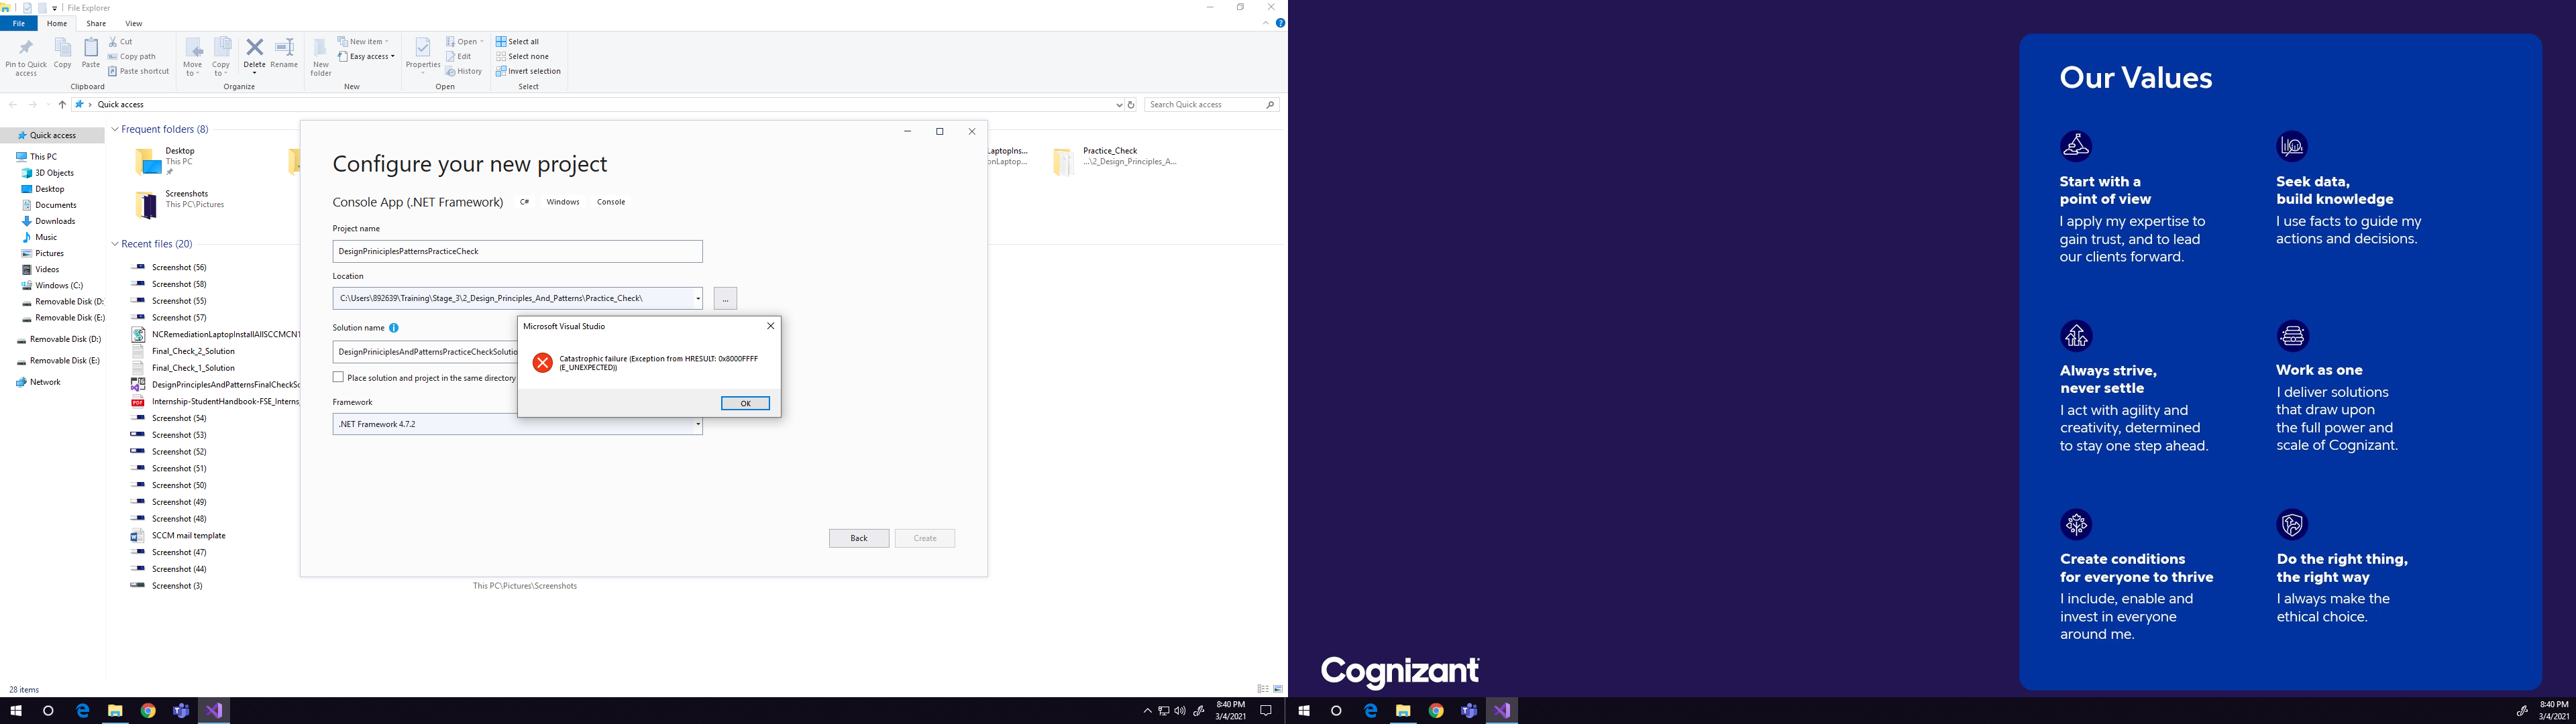 File Explorer
File
Home
Share
View
Pin to Quick access
Copy
Paste
Cut
Copy path
Paste shortcut
Clipboard
Move to
Copy to
Delete
Rename
Organize
New folder
New item
Easy access
New
Properties
Open
Edit
History
Open
Select all
Select none
Invert selection
Select
Quick access
Search Quick access
Quick access
This PC
3D Objects
Desktop
Documents
Downloads
Music
Pictures
Videos
Windows (C:)
Removable Disk (D:
Removable Disk (E:)
Removable Disk (D:)
Removable Disk (E:)
Network
Frequent folders (8)
Desktop
This PC
Screenshots
This PC\Pictures
LaptopIns...
onLaptop...
Practice_Check
...\2_Design_Principles_A...
Recent files (20)
Screenshot (56)
Screenshot (58)
Screenshot (55)
Screenshot (57)
NCRemediationLaptopInstallAllSCCMCN1
Final_Check_2_Solution
Final_Check_1_Solution
DesignPrinciplesAndPatternsFinalCheckSo
Internship-StudentHandbook-FSE_Interns_
Screenshot (54)
Screenshot (53)
Screenshot (52)
Screenshot (51)
Screenshot (50)
Screenshot (49)
Screenshot (48)
SCCM mail template
Screenshot (47)
Screenshot (44)
Screenshot (3)
This PC\Pictures\Screenshots
28 items
Configure your new project
Console App (.NET Framework) C# Windows Console
Project name
DesignPriniciplesPatternsPracticeCheck
Location
C:\Users\892639\Training\Stage_3\2_Design_Principles_And_Patterns\Practice_Check\
...
Solution name
DesignPriniciplesAndPatternsPracticeCheckSolutio
Place solution and project in the same directory
Framework
.NET Framework 4.7.2
Back
Create
Microsoft Visual Studio
Catastrophic failure (Exception from HRESULT: 0x8000FFFF
(E_UNEXPECTED))
OK
8:40 PM
3/4/2021
Our Values
Start with a
point of view
I apply my expertise to
gain trust, and to lead
our clients forward.
Seek data,
build knowledge
I use facts to guide my
actions and decisions.
Always strive,
never settle
I act with agility and
creativity, determined
to stay one step ahead.
Work as one
I deliver solutions
that draw upon
the full power and
scale of Cognizant.
Create conditions
for everyone to thrive
I include, enable and
invest in everyone
around me.
Do the right thing,
the right way
I always make the
ethical choice.
Cognizant
8:40 PM
3/4/2021